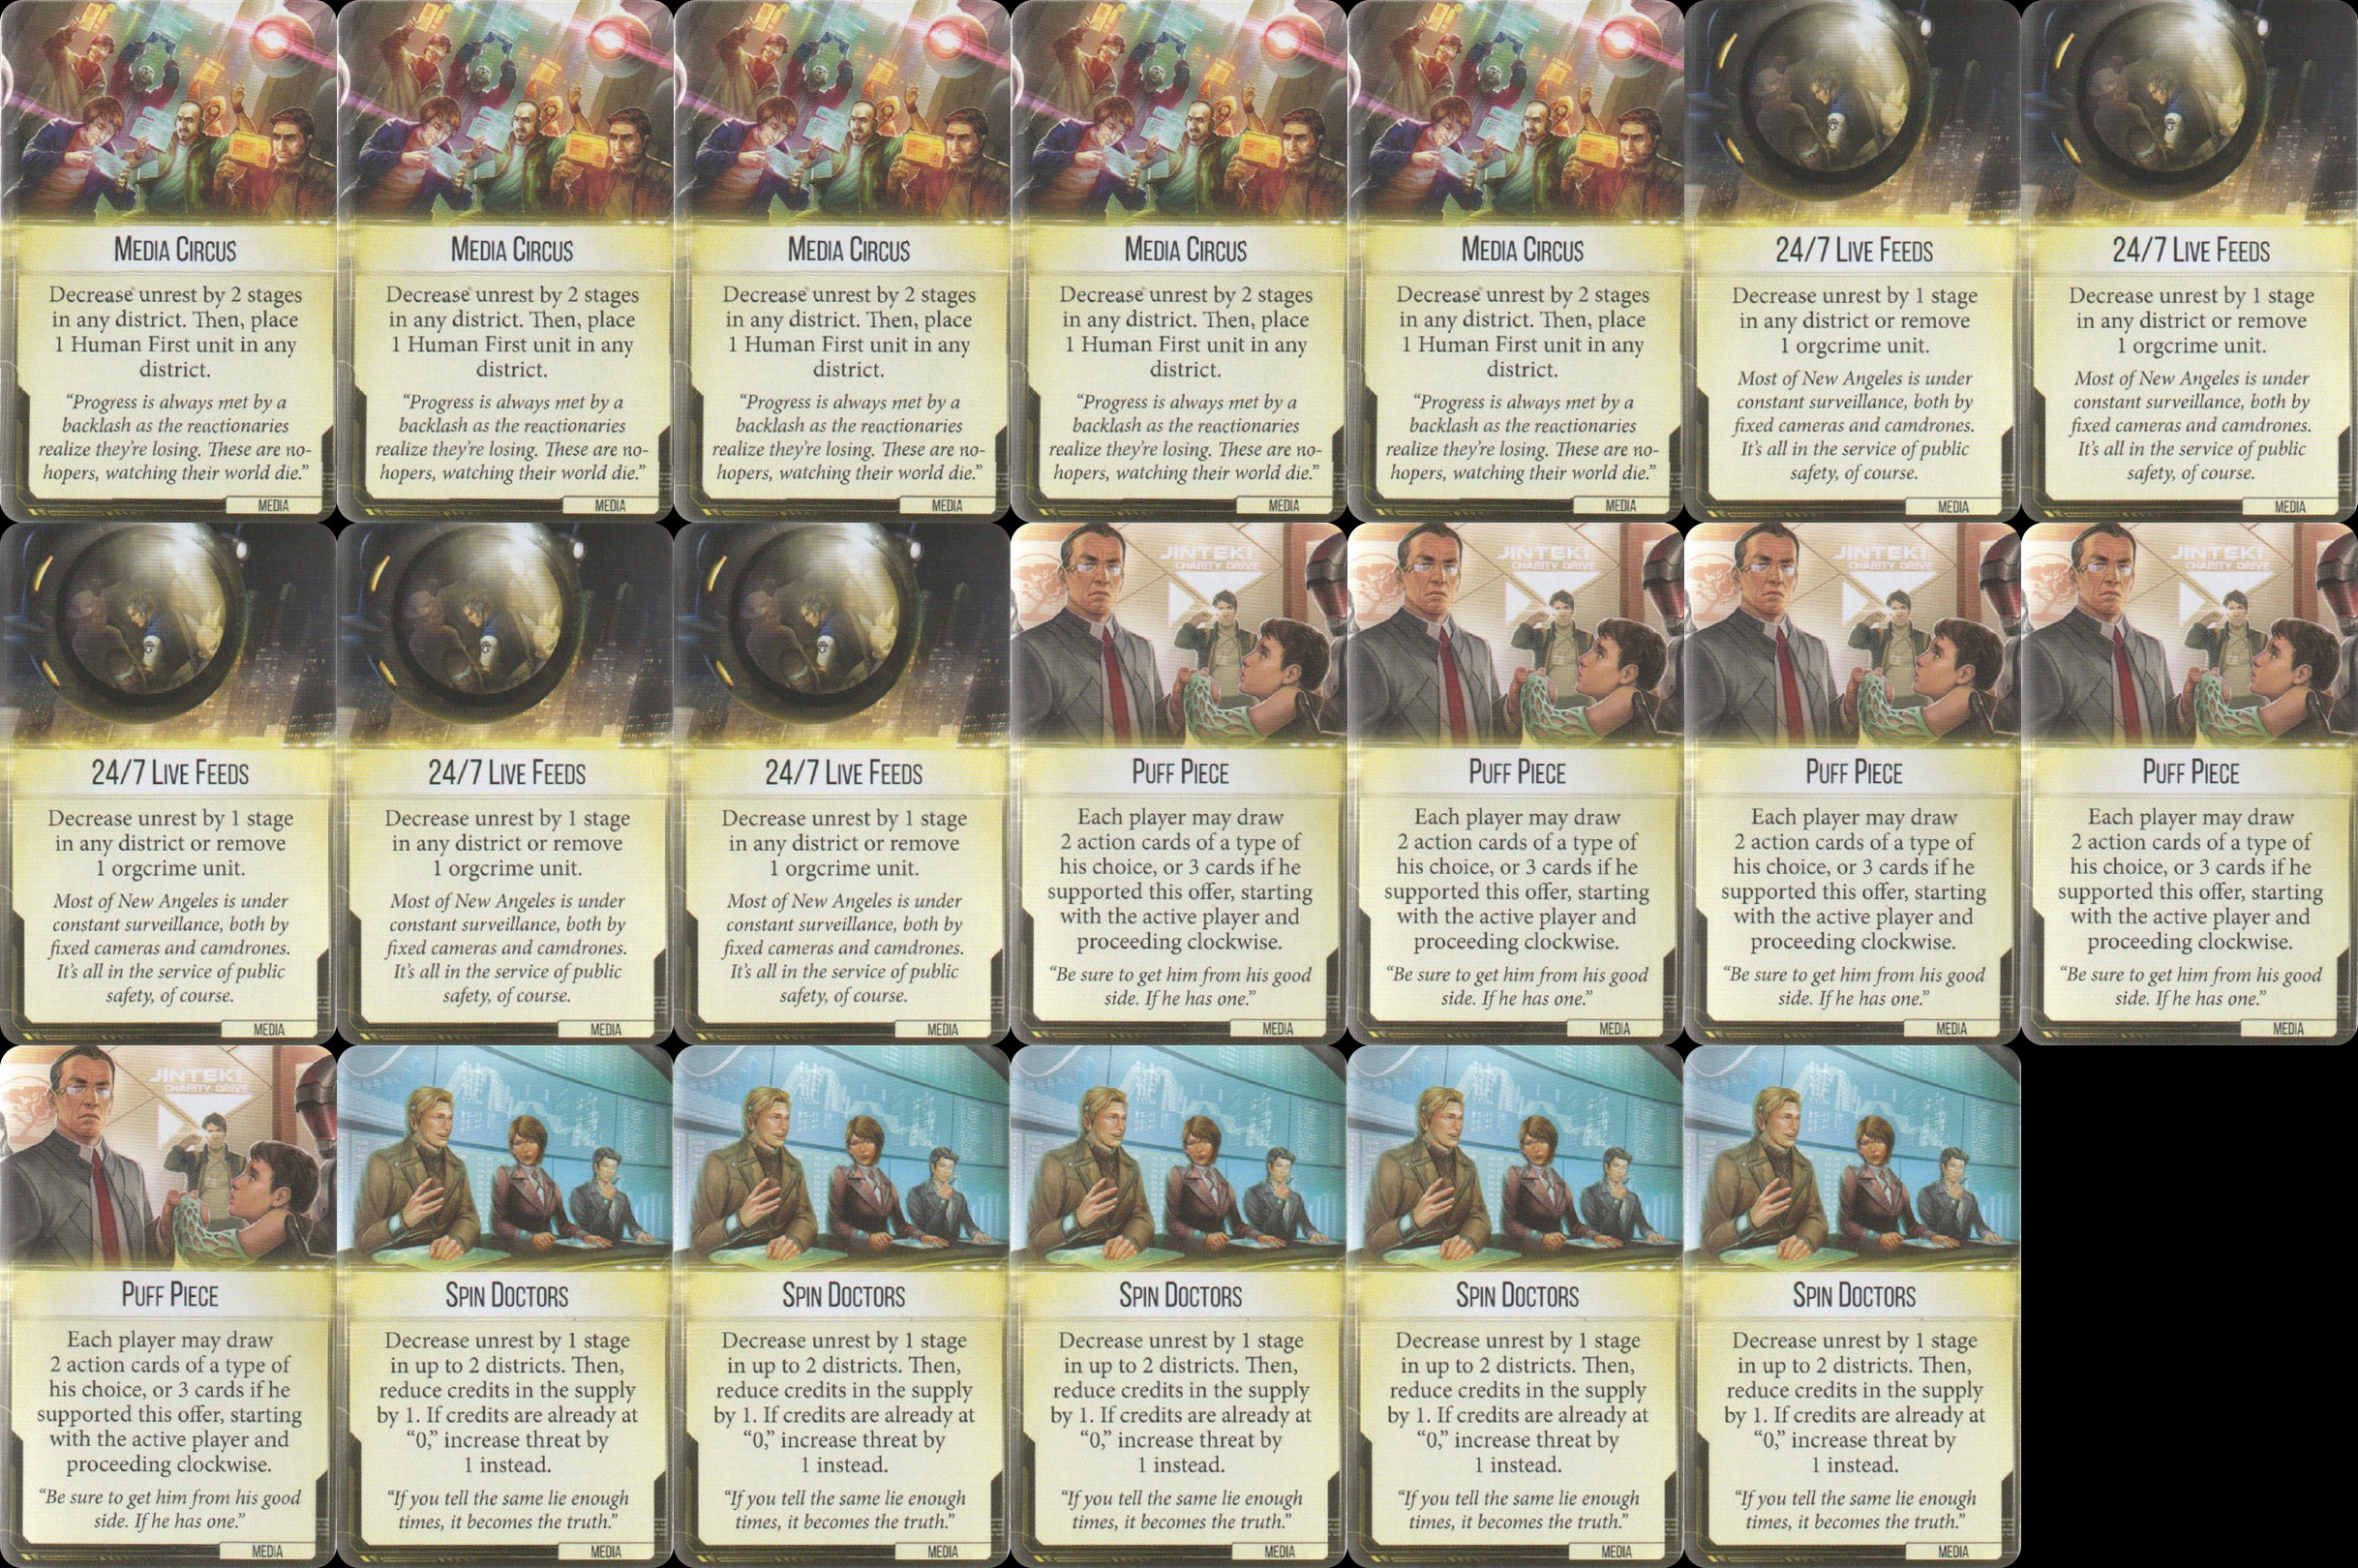 MEDIA CIRCUS
Decrease unrest by 2 stages
in any district. Then, place
1 Human First unit in any
district.
“Progress is always met by a
backlash as the reactionaries
realize they’re losing. These are no-
hopers, watching their world die.”
MEDIA
MEDIA CIRCUS
Decrease unrest by 2 stages
in any district. Then, place
1 Human First unit in any
district.
“Progress is always met by a
backlash as the reactionaries
realize they’re losing. These are no-
hopers, watching their world die.”
MEDIA
MEDIA CIRCUS
Decrease unrest by 2 stages
in any district. Then, place
1 Human First unit in any
district.
“Progress is always met by a
backlash as the reactionaries
realize they’re losing. These are no-
hopers, watching their world die.”
MEDIA
MEDIA CIRCUS
Decrease unrest by 2 stages
in any district. Then, place
1 Human First unit in any
district.
“Progress is always met by a
backlash as the reactionaries
realize they’re losing. These are no-
hopers, watching their world die.”
MEDIA
MEDIA CIRCUS
Decrease unrest by 2 stages
in any district. Then, place
1 Human First unit in any
district.
“Progress is always met by a
backlash as the reactionaries
realize they’re losing. These are no-
hopers, watching their world die.”
MEDIA
24/7 LIVE FEEDS
Decrease unrest by 1 stage
in any district or remove
1 orgcrime unit.
Most of New Angeles is under
constant surveillance, both by
fixed cameras and camdrones.
It’s all in the service of public
safety, of course.
MEDIA
24/7 LIVE FEEDS
Decrease unrest by 1 stage
in any district or remove
1 orgcrime unit.
Most of New Angeles is under
constant surveillance, both by
fixed cameras and camdrones.
It’s all in the service of public
safety, of course.
MEDIA
24/7 LIVE FEEDS
Decrease unrest by 1 stage
in any district or remove
1 orgcrime unit.
Most of New Angeles is under
constant surveillance, both by
fixed cameras and camdrones.
It’s all in the service of public
safety, of course.
MEDIA
24/7 LIVE FEEDS
Decrease unrest by 1 stage
in any district or remove
1 orgcrime unit.
Most of New Angeles is under
constant surveillance, both by
fixed cameras and camdrones.
It’s all in the service of public
safety, of course.
MEDIA
24/7 LIVE FEEDS
Decrease unrest by 1 stage
in any district or remove
1 orgcrime unit.
Most of New Angeles is under
constant surveillance, both by
fixed cameras and camdrones.
It’s all in the service of public
safety, of course.
MEDIA
JINTEKI
CHARITY DRIVE
PUFF PIECE
Each player may draw
2 action cards of a type of
his choice, or 3 cards if he
supported this offer, starting
with the active player and
proceeding clockwise.
“Be sure to get him from his good
side. If he has one.”
MEDIA
JINTEKI
CHARITY DRIVE
PUFF PIECE
Each player may draw
2 action cards of a type of
his choice, or 3 cards if he
supported this offer, starting
with the active player and
proceeding clockwise.
“Be sure to get him from his good
side. If he has one.”
MEDIA
JINTEKI
CHARITY DRIVE
PUFF PIECE
Each player may draw
2 action cards of a type of
his choice, or 3 cards if he
supported this offer, starting
with the active player and
proceeding clockwise.
“Be sure to get him from his good
side. If he has one.”
MEDIA
JINTEKI
CHARITY DRIVE
PUFF PIECE
Each player may draw
2 action cards of a type of
his choice, or 3 cards if he
supported this offer, starting
with the active player and
proceeding clockwise.
“Be sure to get him from his good
side. If he has one.”
MEDIA
JINTEKI
CHARITY DRIVE
PUFF PIECE
Each player may draw
2 action cards of a type of
his choice, or 3 cards if he
supported this offer, starting
with the active player and
proceeding clockwise.
“Be sure to get him from his good
side. If he has one.”
MEDIA
SPIN DOCTORS
Decrease unrest by 1 stage
in up to 2 districts. Then,
reduce credits in the supply
by 1. If credits are already at
“0,” increase threat by
1 instead.
“If you tell the same lie enough
times, it becomes the truth.”
MEDIA
SPIN DOCTORS
Decrease unrest by 1 stage
in up to 2 districts. Then,
reduce credits in the supply
by 1. If credits are already at
“0,” increase threat by
1 instead.
“If you tell the same lie enough
times, it becomes the truth.”
MEDIA
SPIN DOCTORS
Decrease unrest by 1 stage
in up to 2 districts. Then,
reduce credits in the supply
by 1. If credits are already at
“0,” increase threat by
1 instead.
“If you tell the same lie enough
times, it becomes the truth.”
MEDIA
SPIN DOCTORS
Decrease unrest by 1 stage
in up to 2 districts. Then,
reduce credits in the supply
by 1. If credits are already at
“0,” increase threat by
1 instead.
“If you tell the same lie enough
times, it becomes the truth.”
MEDIA
SPIN DOCTORS
Decrease unrest by 1 stage
in up to 2 districts. Then,
reduce credits in the supply
by 1. If credits are already at
“0,” increase threat by
1 instead.
“If you tell the same lie enough
times, it becomes the truth.”
MEDIA